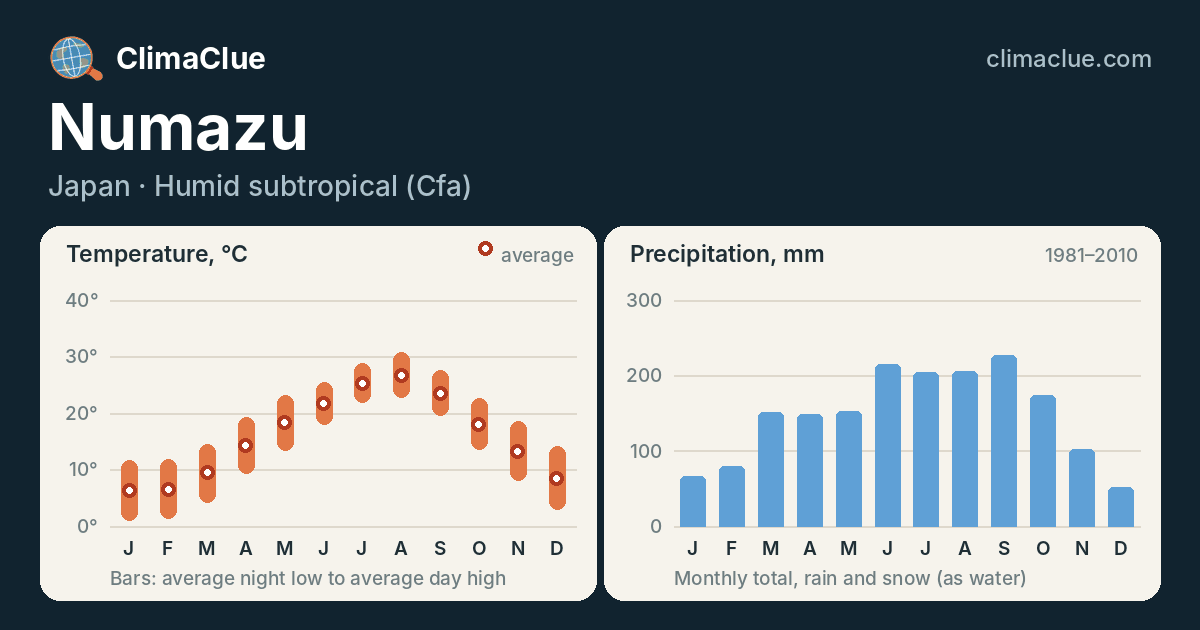 ClimaClue
climaclue.com
Numazu
Japan · Humid subtropical (Cfa)
Temperature, °C
average
40°
30°
20°
10°
0°
J F M A M J J A S O N D
Bars: average night low to average day high
Precipitation, mm
1981–2010
300
200
100
0
J F M A M J J A S O N D
Monthly total, rain and snow (as water)